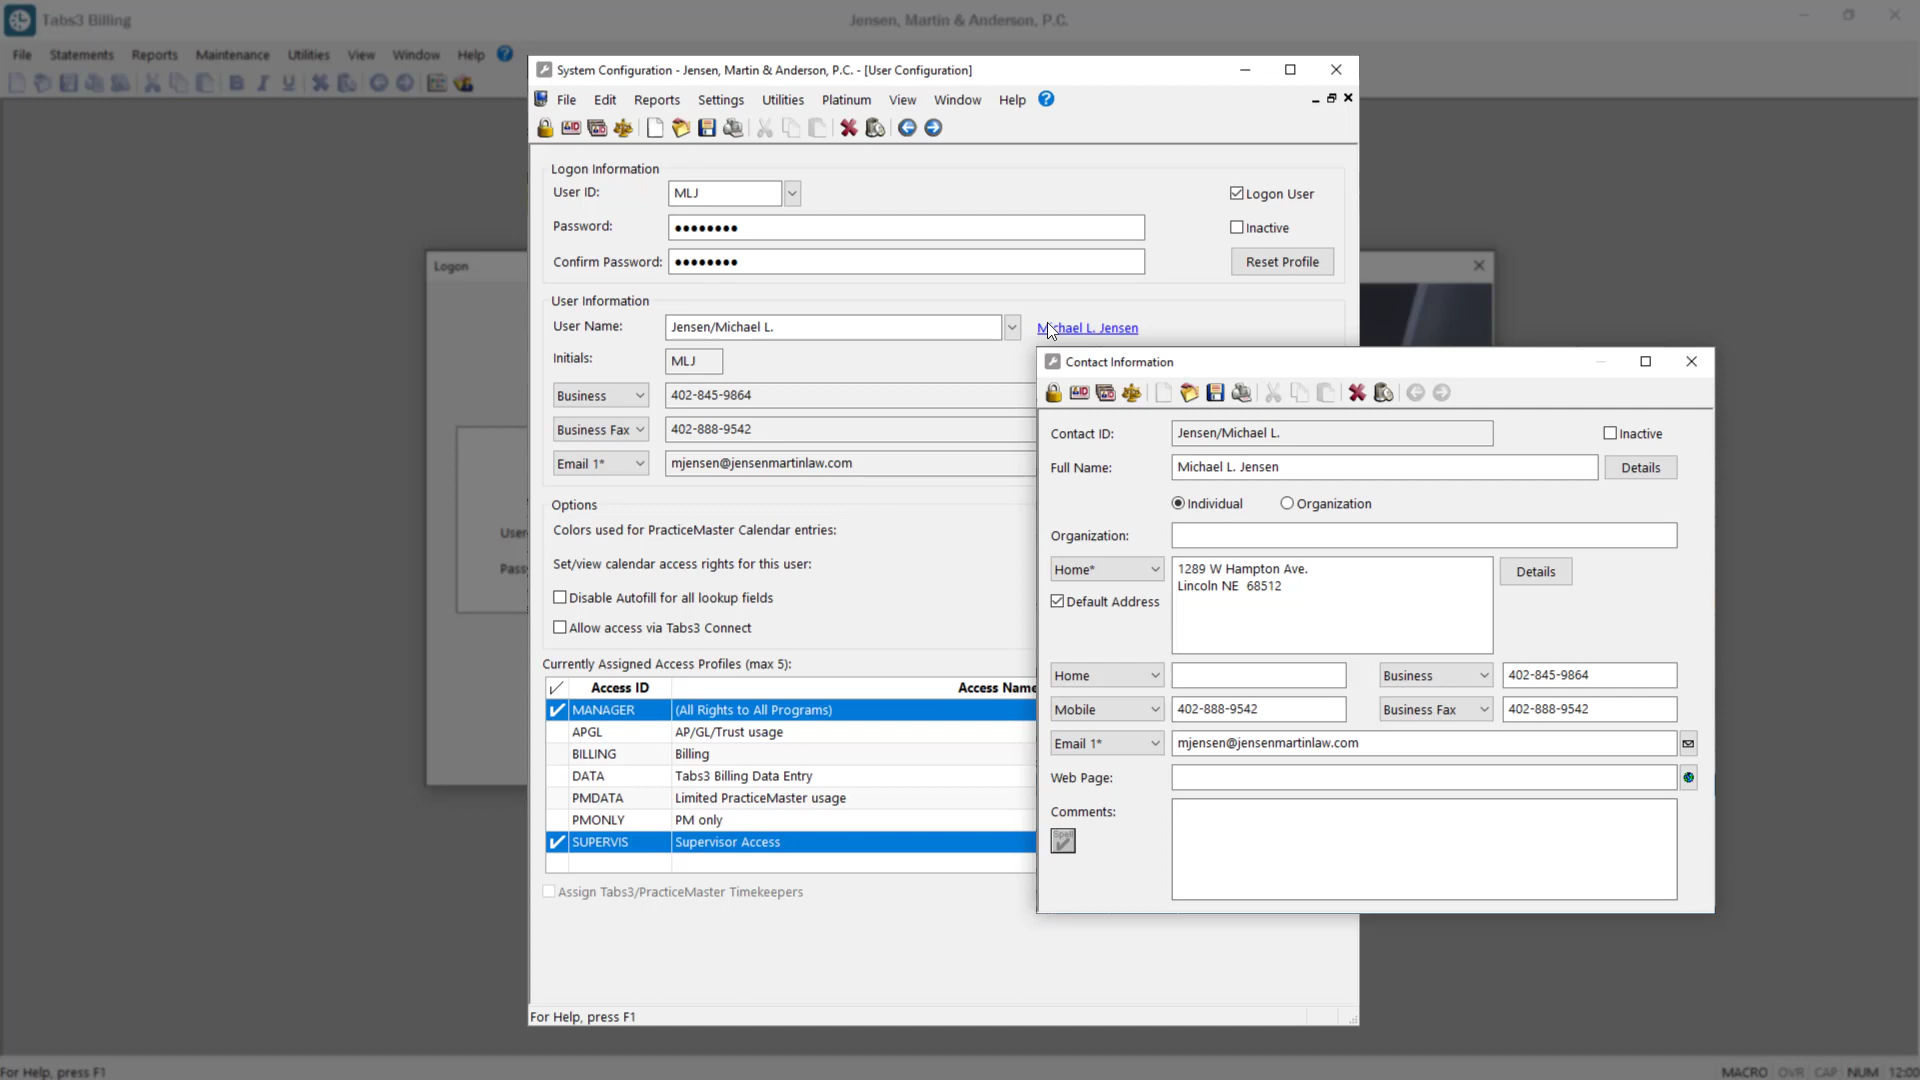 Tabs3 Billing
Jensen, Martin & Anderson, P.C.
File Statements Reports Maintenance Utilities View Window Help
System Configuration - Jensen, Martin & Anderson, P.C. - [User Configuration]
File Edit Reports Settings Utilities Platinum View Window Help
Logon Information
User ID: MLJ
Logon User
Password: ●●●●●●●●
Inactive
Confirm Password: ●●●●●●●●
Reset Profile
Logon
User Information
User Name: Jensen/Michael L. Michael L. Jensen
Initials: MLJ
Business 402-845-9864
Business Fax 402-888-9542
Email 1* mjensen@jensenmartinlaw.com
Options
Colors used for PracticeMaster Calendar entries:
User
Set/view calendar access rights for this user:
Pass
Disable Autofill for all lookup fields
Allow access via Tabs3 Connect
Currently Assigned Access Profiles (max 5):
Access ID Access Name
MANAGER (All Rights to All Programs)
APGL AP/GL/Trust usage
BILLING Billing
DATA Tabs3 Billing Data Entry
PMDATA Limited PracticeMaster usage
PMONLY PM only
SUPERVIS Supervisor Access
Assign Tabs3/PracticeMaster Timekeepers
For Help, press F1
Contact Information
Contact ID: Jensen/Michael L. Inactive
Full Name: Michael L. Jensen Details
Individual Organization
Organization:
Home* 1289 W Hampton Ave. Details
Lincoln NE 68512
Default Address
Home Business 402-845-9864
Mobile 402-888-9542 Business Fax 402-888-9542
Email 1* mjensen@jensenmartinlaw.com
Web Page:
Comments:
Spell
For Help, press F1
MACRO OVR CAP NUM 12:00